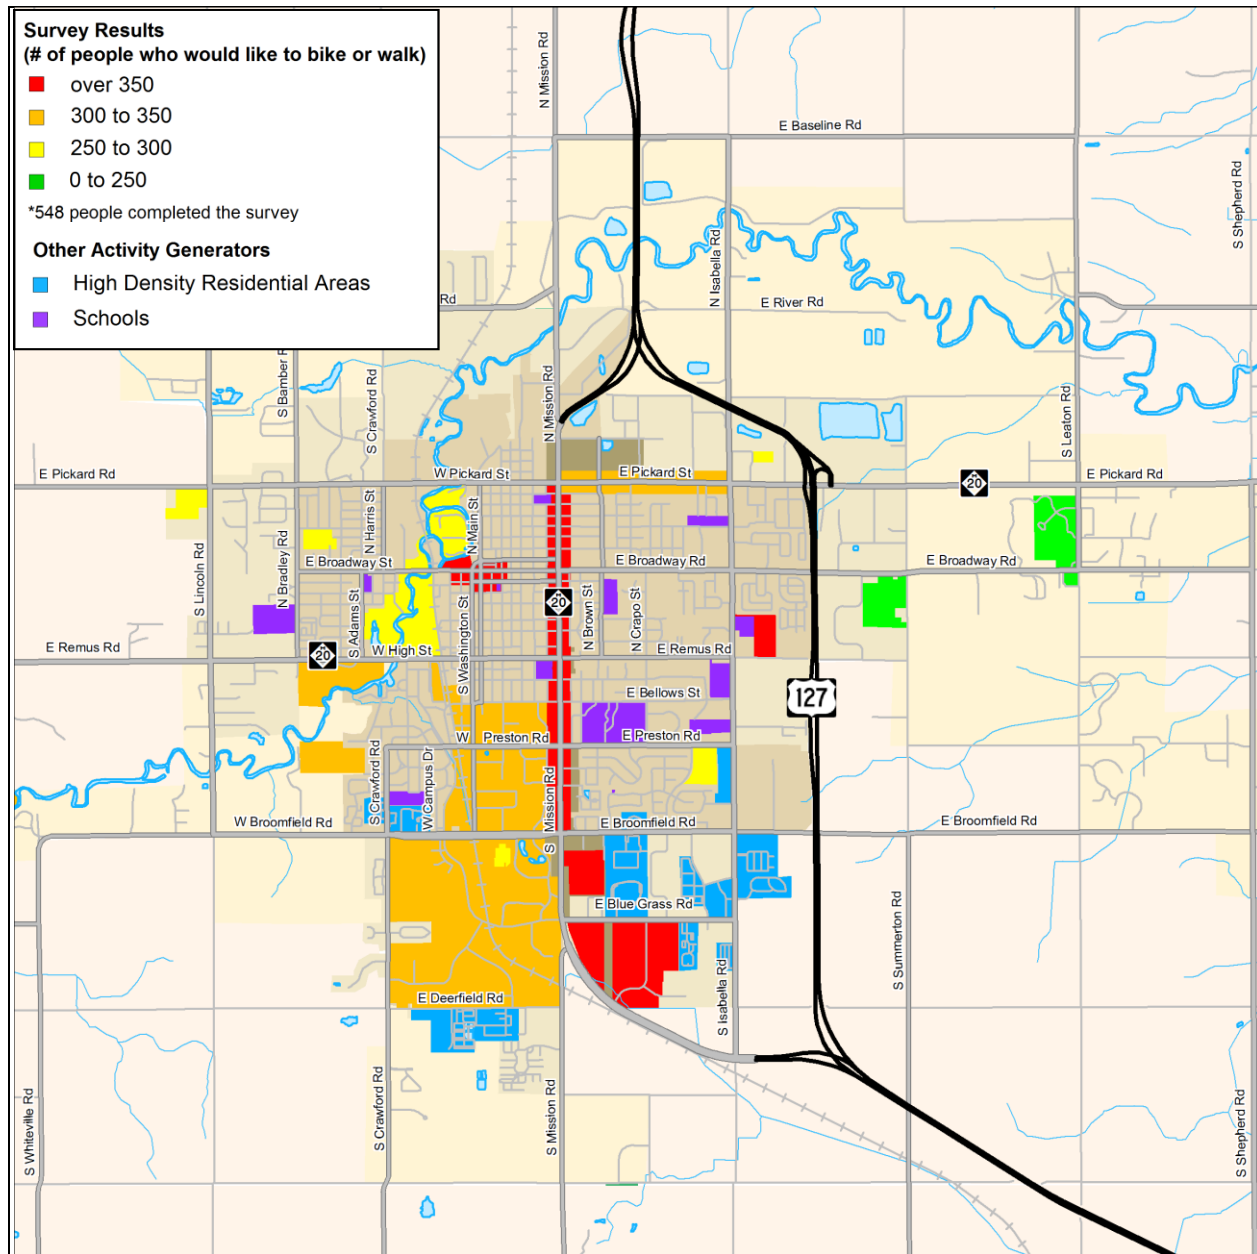 Survey Results
(# of people who would like to bike or walk)
over 350
300 to 350
250 to 300
0 to 250
*548 people completed the survey
Other Activity Generators
High Density Residential Areas
Schools
N Mission Rd
E Baseline Rd
S Shepherd Rd
N Isabella Rd
Rd
E River Rd
S Bamber R
S Crawford Rd
N Mission Rd
S Leaton Rd
E Pickard Rd
W Pickard St
E Pickard St
M 20
E Pickard Rd
N Harris St
N Main St
S Lincoln Rd
N Bradley Rd
E Broadway St
E Broadway Rd
E Broadway Rd
S Adams St
S Washington St
M 20
N Brown St
N Crapo St
E Remus Rd
M 20
W High St
E Remus Rd
E Bellows St
127
W Preston Rd
E Preston Rd
S Crawford Rd
W Campus Dr
S Mission Rd
W Broomfield Rd
E Broomfield Rd
E Broomfield Rd
E Blue Grass Rd
S Summerton Rd
E Deerfield Rd
S Isabella Rd
S Whiteville Rd
S Crawford Rd
S Mission Rd
S Shepherd Rd